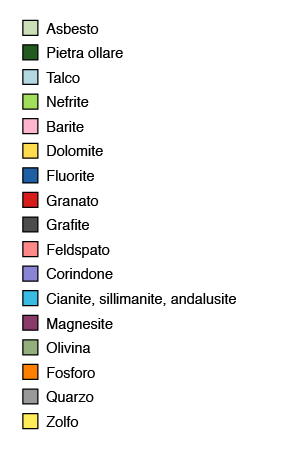 Asbesto
Pietra ollare
Talco
Nefrite
Barite
Dolomite
Fluorite
Granato
Grafite
Feldspato
Corindone
Cianite, sillimanite, andalusite
Magnesite
Olivina
Fosforo
Quarzo
Zolfo